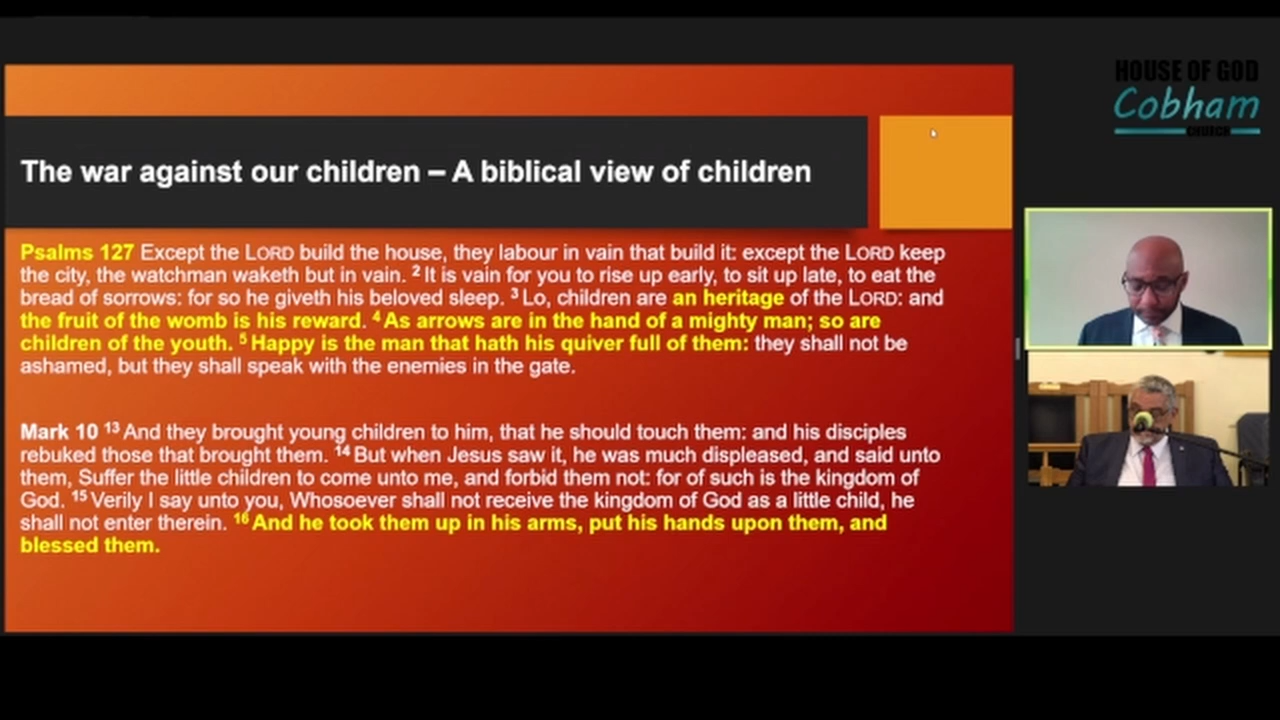 HOUSE OF GOD
Cobham
CHURCH
The war against our children – A biblical view of children
Psalms 127 Except the LORD build the house, they labour in vain that build it: except the LORD keep
the city, the watchman waketh but in vain. ² It is vain for you to rise up early, to sit up late, to eat the
bread of sorrows: for so he giveth his beloved sleep. ³ Lo, children are an heritage of the LORD: and
the fruit of the womb is his reward. ⁴ As arrows are in the hand of a mighty man; so are
children of the youth. ⁵ Happy is the man that hath his quiver full of them: they shall not be
ashamed, but they shall speak with the enemies in the gate.
Mark 10 ¹³ And they brought young children to him, that he should touch them: and his disciples
rebuked those that brought them. ¹⁴ But when Jesus saw it, he was much displeased, and said unto
them, Suffer the little children to come unto me, and forbid them not: for of such is the kingdom of
God. ¹⁵ Verily I say unto you, Whosoever shall not receive the kingdom of God as a little child, he
shall not enter therein. ¹⁶ And he took them up in his arms, put his hands upon them, and
blessed them.